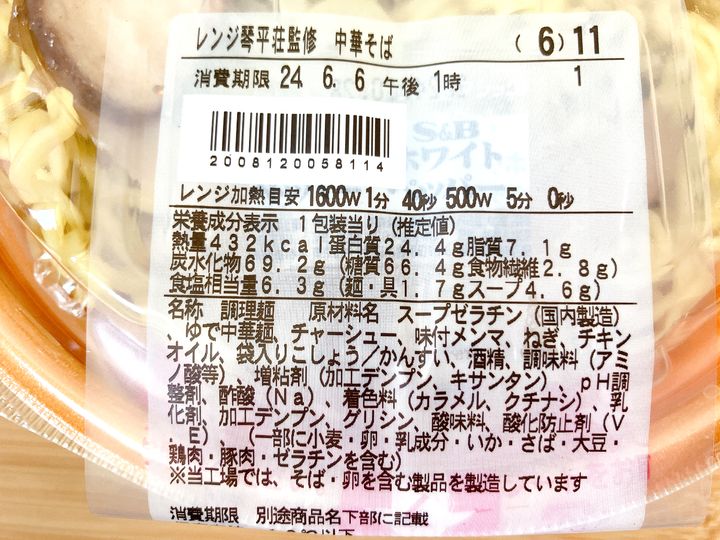 レンジ琴平荘監修 中華そば (6)11
消費期限 24. 6. 6 午後 1時 1
2008120058114
S&B
ホワイト
ペッパー
レンジ加熱目安 1600W 1分 40秒 500W 5分 0秒
栄養成分表示 1包装当り(推定値)
熱量432kcal蛋白質24.4g脂質7.1g
炭水化物69.2g(糖質66.4g食物繊維2.8g)
食塩相当量6.3g(麺・具1.7gスープ4.6g)
名称 調理麺 原材料名 スープゼラチン(国内製造)
、ゆで中華麺、チャーシュー、味付メンマ、ねぎ、チキン
オイル、袋入りこしょう/かんすい、酒精、調味料(アミ
ノ酸等)、増粘剤(加工デンプン、キサンタン)、pH調
整剤、酢酸(Na)、着色料(カラメル、クチナシ)、乳
化剤、加工デンプン、グリシン、酸味料、酸化防止剤(V
.E)、(一部に小麦・卵・乳成分・いか・さば・大豆・
鶏肉・豚肉・ゼラチンを含む)
※当工場では、そば・卵を含む製品を製造しています
消費期限 別途商品名下部に記載